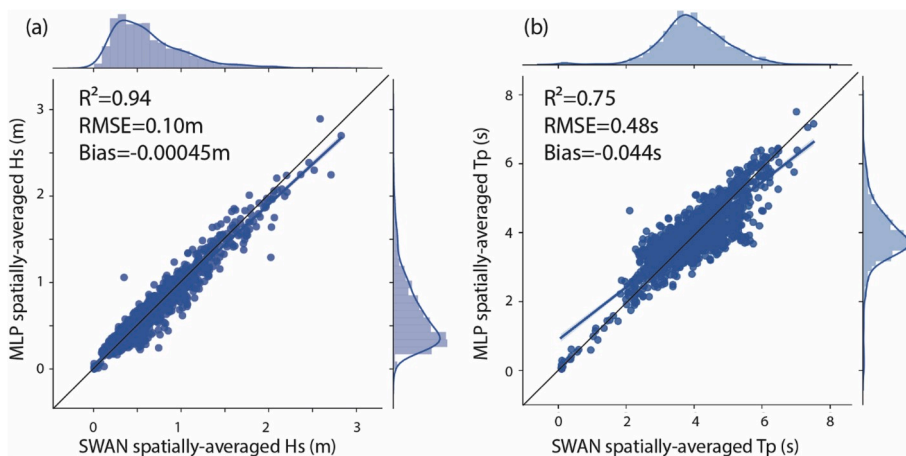 (a)
R²=0.94
RMSE=0.10m
Bias=-0.00045m
MLP spatially-averaged Hs (m)
3
2
1
0
0 1 2 3
SWAN spatially-averaged Hs (m)
(b)
R²=0.75
RMSE=0.48s
Bias=-0.044s
MLP spatially-averaged Tp (s)
8
6
4
2
0
0 2 4 6 8
SWAN spatially-averaged Tp (s)